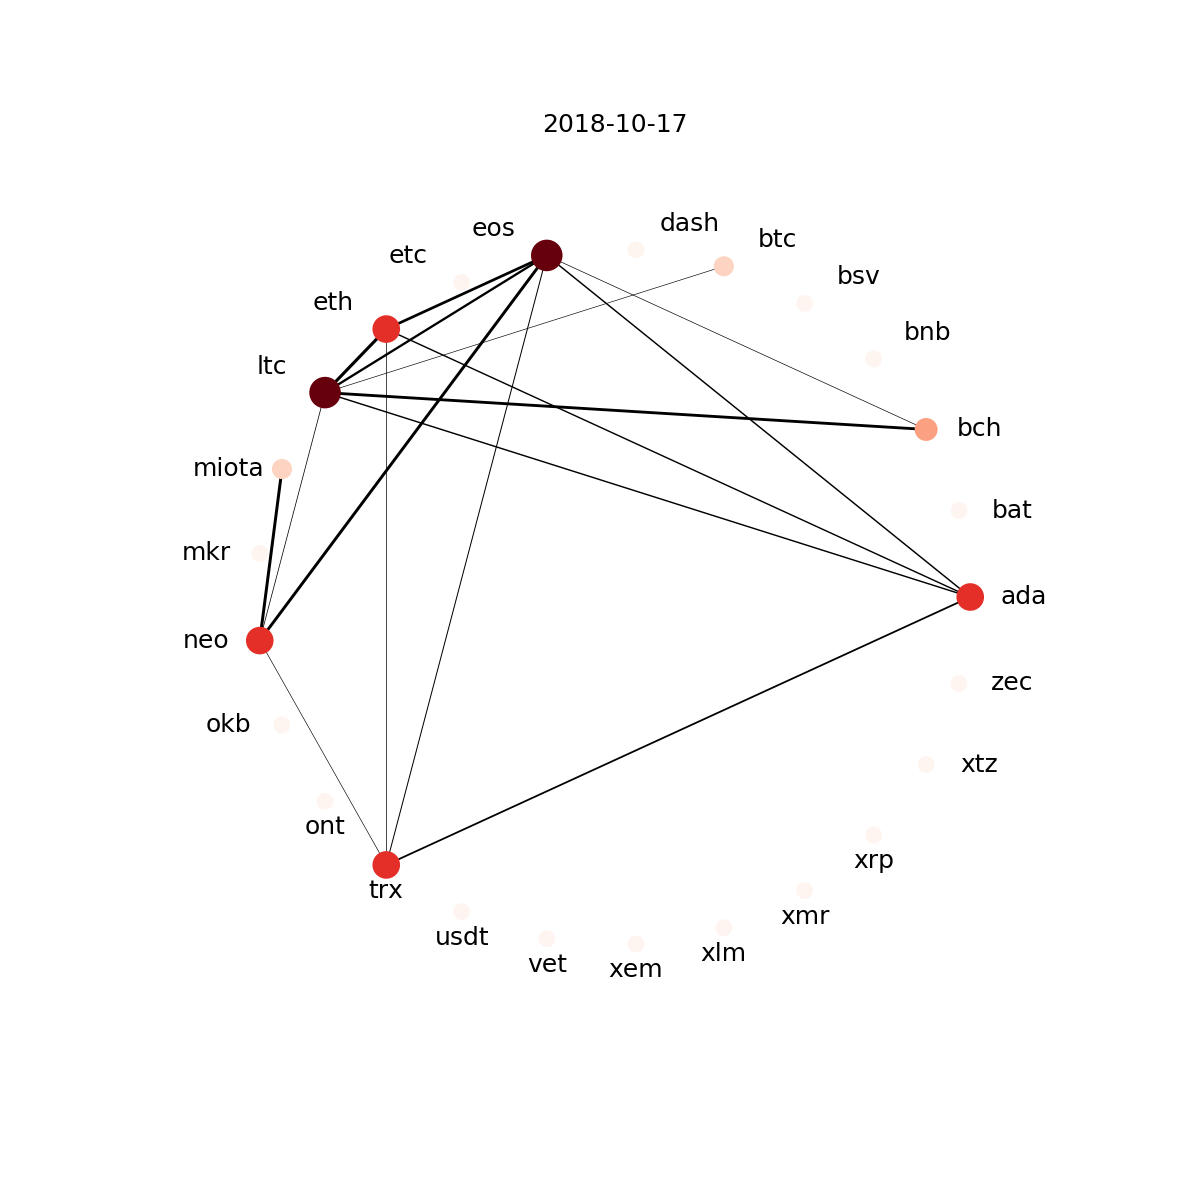 2018-10-17
dash
eos
btc
etc
bsv
eth
bnb
ltc
bch
miota
bat
mkr
ada
neo
zec
okb
xtz
ont
xrp
trx
xmr
usdt
xlm
vet
xem